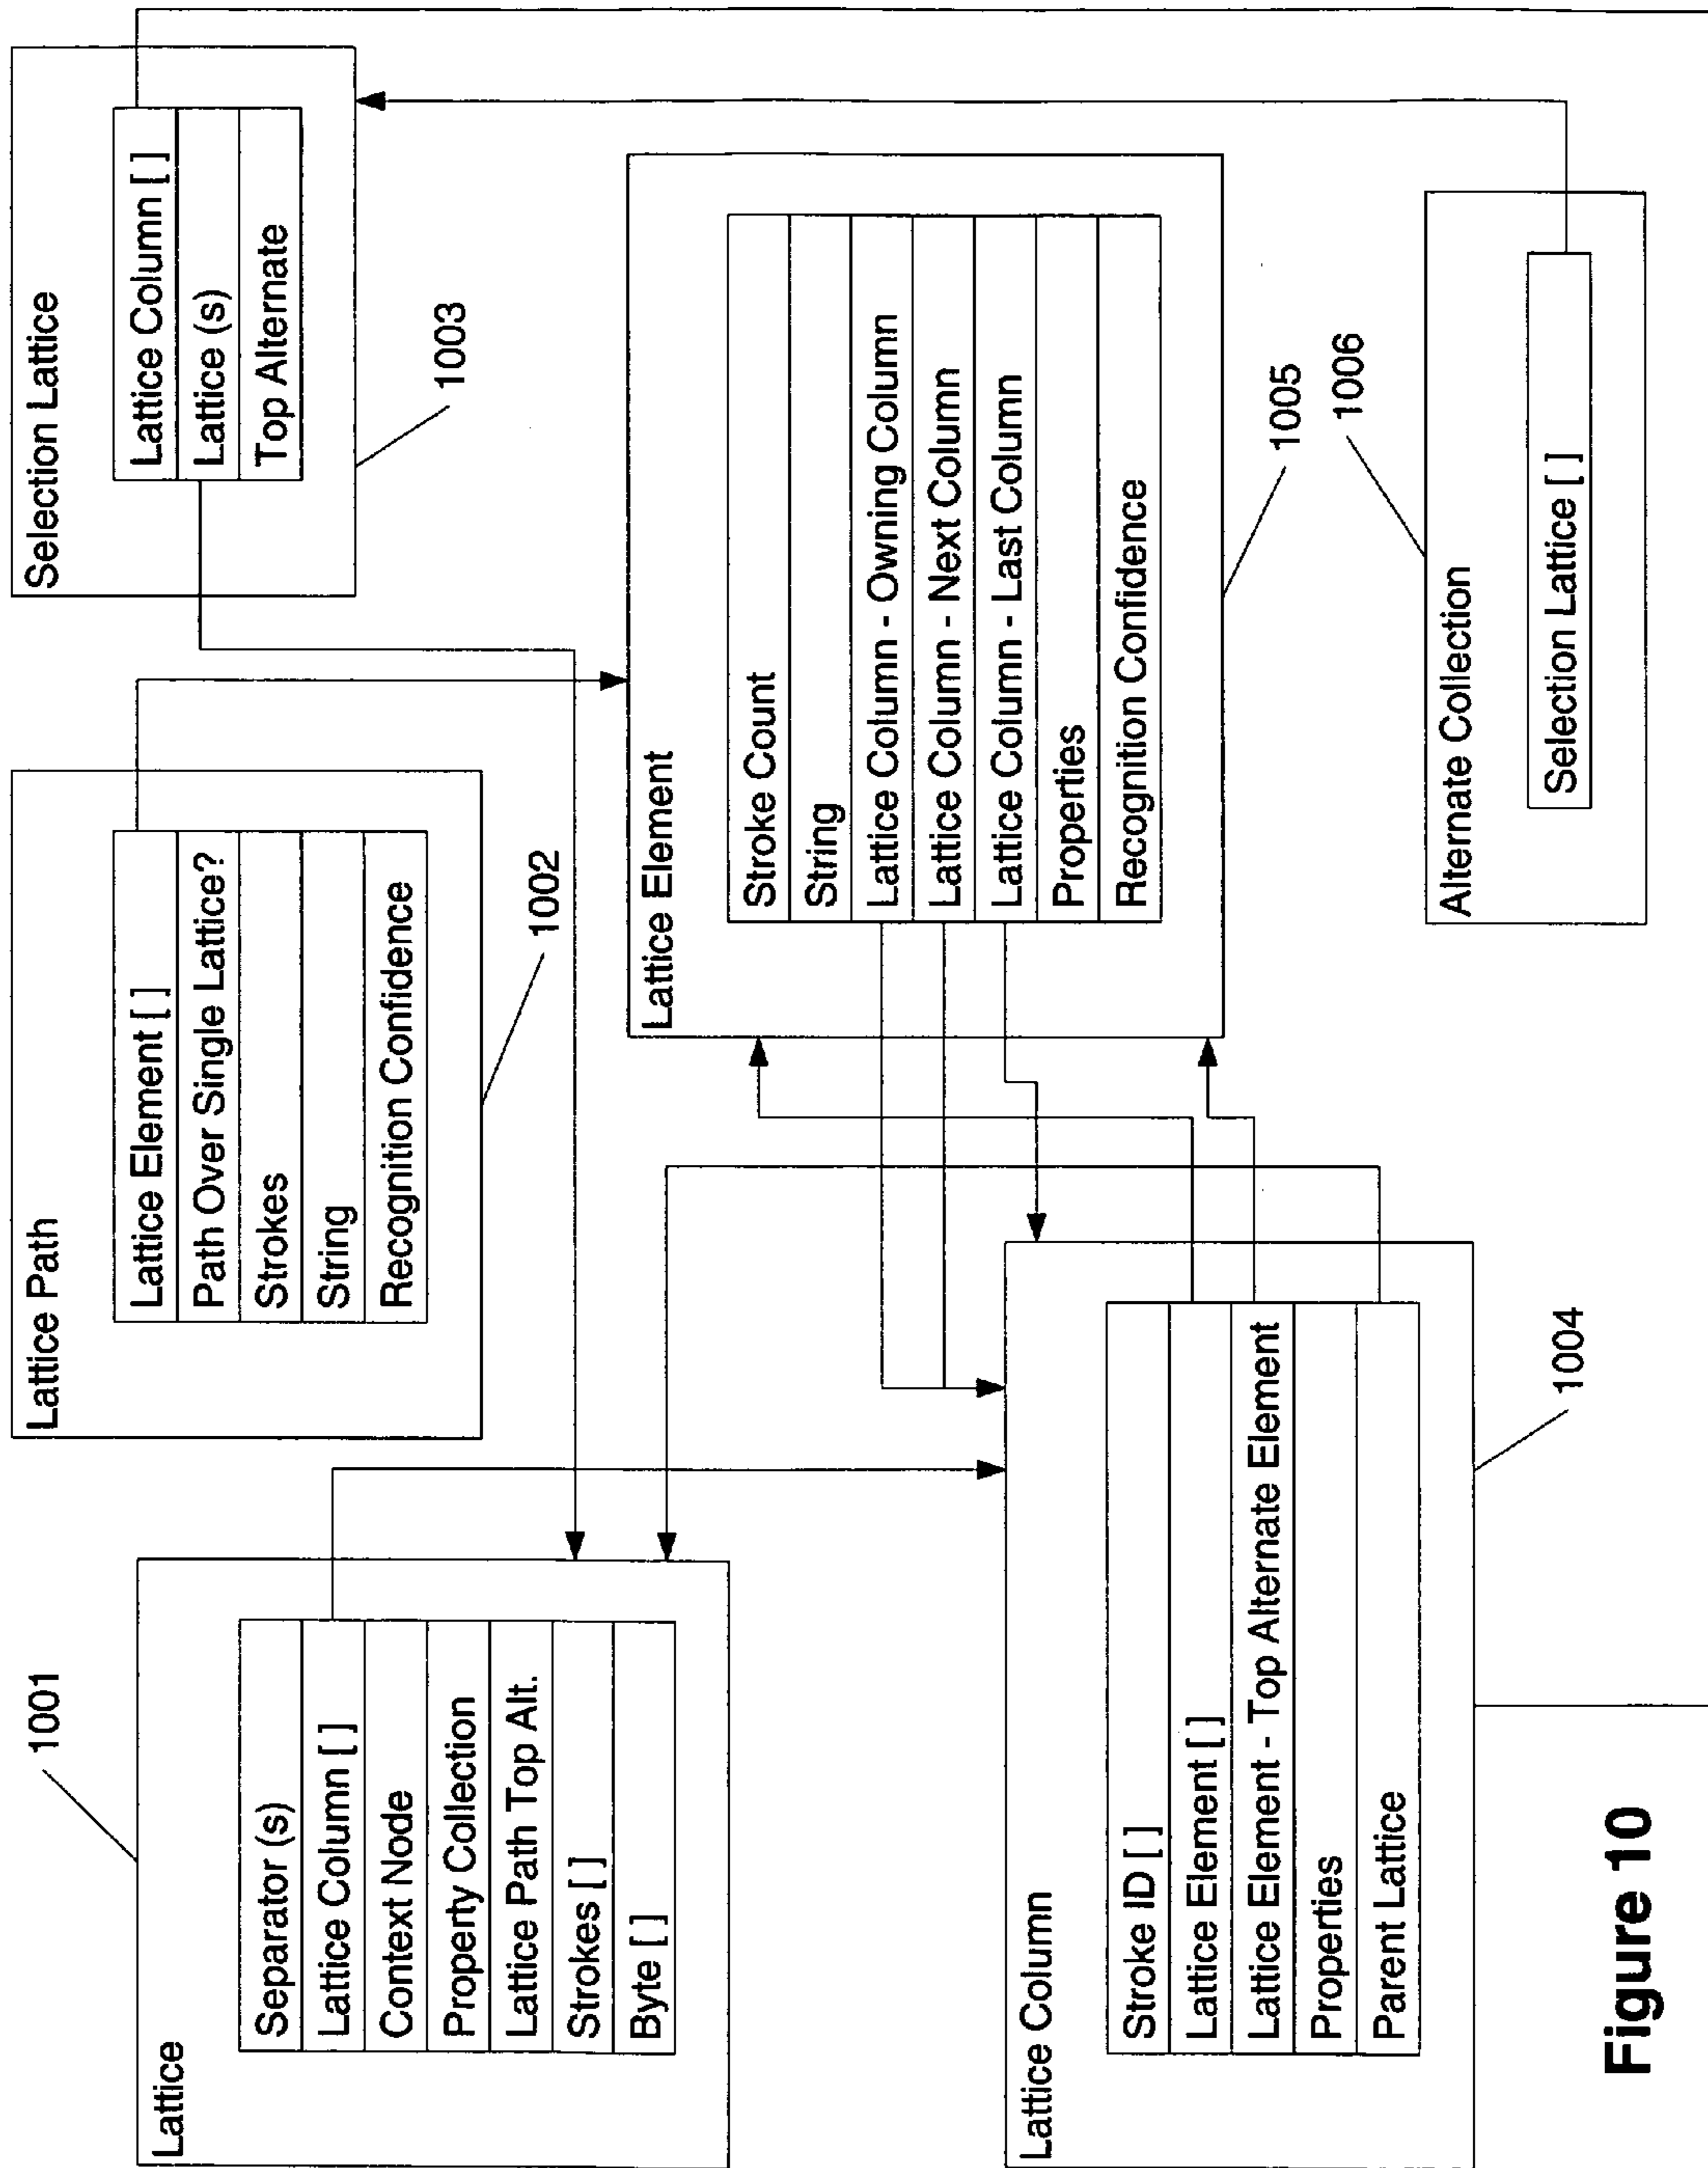 1001
Lattice
Separator (s)
Lattice Column [ ]
Context Node
Property Collection
Lattice Path Top Alt.
Strokes [ ]
Byte [ ]
Lattice Path
Lattice Element [ ]
Path Over Single Lattice?
Strokes
String
Recognition Confidence
1002
Selection Lattice
Lattice Column [ ]
Lattice (s)
Top Alternate
1003
Lattice Column
Stroke ID [ ]
Lattice Element [ ]
Lattice Element - Top Alternate Element
Properties
Parent Lattice
1004
Lattice Element
Stroke Count
String
Lattice Column - Owning Column
Lattice Column - Next Column
Lattice Column - Last Column
Properties
Recognition Confidence
1005
1006
Alternate Collection
Selection Lattice [ ]
Figure 10